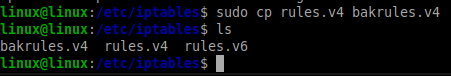 linux@linux:/etc/iptables$ sudo cp rules.v4 bakrules.v4
linux@linux:/etc/iptables$ ls
bakrules.v4  rules.v4  rules.v6
linux@linux:/etc/iptables$